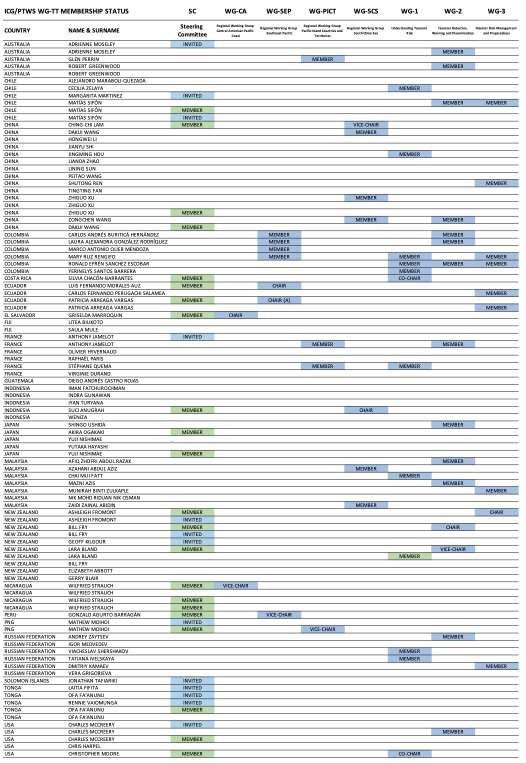 ICG/PTWS WG-TT MEMBERSHIP STATUS SC WG-CA WG-SEP WG-PICT WG-SCS WG-1 WG-2 WG-3
COUNTRY NAME & SURNAME Steering Committee Regional Working Group Central American Pacific Coast Regional Working Group Southeast Pacific Regional Working Group Pacific Island Countries and Territories Regional Working Group South China Sea Understanding Tsunami Risk Tsunami Detection, Warning and Dissemination Disaster Risk Management and Preparedness
AUSTRALIA ADRIENNE MOSELEY INVITED
AUSTRALIA ADRIENNE MOSELEY MEMBER
AUSTRALIA GLEN PERRIN MEMBER
AUSTRALIA ROBERT GREENWOOD MEMBER
AUSTRALIA ROBERT GREENWOOD
CHILE ALEJANDRO MARABOLI-QUEZADA
CHILE CECILIA ZELAYA MEMBER
CHILE MARGARITA MARTINEZ INVITED
CHILE MATÍAS SIFÓN MEMBER MEMBER
CHILE MATÍAS SIFÓN MEMBER
CHILE MATÍAS SIFÓN INVITED
CHINA CHING-CHI LAM MEMBER VICE-CHAIR
CHINA DAKUI WANG MEMBER
CHINA HONGWEI LI
CHINA JIANYU SHI
CHINA JINGMING HOU MEMBER
CHINA LIANDA ZHAO
CHINA LINING SUN
CHINA PEITAO WANG
CHINA SHUTONG REN MEMBER
CHINA TINGTING FAN
CHINA ZHIGUO XU MEMBER
CHINA ZHIGUO XU
CHINA ZHIGUO XU MEMBER
CHINA ZONGCHEN WANG MEMBER MEMBER
CHINA DAKUI WANG MEMBER
COLOMBIA CARLOS ANDRÉS BURITICÁ HERNÁNDEZ MEMBER MEMBER
COLOMBIA LAURA ALEXANDRA GONZÁLEZ RODRÍQUEZ MEMBER MEMBER
COLOMBIA MARCO ANTONIO OLIER MENDOZA MEMBER
COLOMBIA MARY RUZ RENGIFO MEMBER MEMBER MEMBER
COLOMBIA RONALD EFRÉN SANCHEZ ESCOBAR MEMBER MEMBER MEMBER
COLOMBIA YERINELYS SANTOS BARRERA MEMBER
COSTA RICA SILVIA CHACÓN-BARRANTES MEMBER CO-CHAIR
ECUADOR LUIS FERNANDO MORALES AUZ MEMBER CHAIR
ECUADOR CARLOS FERNANDO PERUGACHI SALAMEA MEMBER
ECUADOR PATRICIA ARREAGA VARGAS MEMBER CHAIR (A)
ECUADOR PATRICIA ARREAGA VARGAS MEMBER
EL SALVADOR GRISELDA MARROQUIN MEMBER CHAIR
FIJI LITEA BIUKOTO
FIJI SAULA MULE
FRANCE ANTHONY JAMELOT INVITED
FRANCE ANTHONY JAMELOT MEMBER MEMBER
FRANCE OLIVIER HYVERNAUD
FRANCE RAPHAËL PARIS
FRANCE STÉPHANE QUEMA MEMBER MEMBER
FRANCE VIRGINIE DURAND
GUATEMALA DIEGO ANDRÉS CASTRO ROJAS
INDONESIA IMAN FATCHUROCHMAN
INDONESIA INDRA GUNAWAN
INDONESIA IYAN TURYANA
INDONESIA SUCI ANUGRAH MEMBER CHAIR
INDONESIA WENIZA
JAPAN SHINGO USHIDA MEMBER
JAPAN AKIRA OGAKAKI MEMBER
JAPAN YUJI NISHIMAE
JAPAN YUTAKA HAYASHI
JAPAN YUJI NISHIMAE MEMBER
MALAYSIA AFIQ ZHOFRI ABDUL RAZAK MEMBER
MALAYSIA AZAHANI ABDUL AZIZ MEMBER
MALAYSIA CHAI MUI FATT MEMBER
MALAYSIA MAZNI AZIS MEMBER
MALAYSIA MUNIRAH BINTI ZULKAPLE MEMBER
MALAYSIA NIK MOHD RIDUAN NIK OSMAN
MALAYSIA ZAIDI ZAINAL ABIDIN MEMBER
NEW ZEALAND ASHLEIGH FROMONT MEMBER CHAIR
NEW ZEALAND ASHLEIGH FROMONT INVITED
NEW ZEALAND BILL FRY MEMBER CHAIR
NEW ZEALAND BILL FRY INVITED
NEW ZEALAND GEOFF KILGOUR INVITED
NEW ZEALAND LARA BLAND MEMBER VICE-CHAIR
NEW ZEALAND LARA BLAND MEMBER
NEW ZEALAND BILL FRY
NEW ZEALAND ELIZABETH ABBOTT
NEW ZEALAND GERRY BLAIR
NICARAGUA WILFRIED STRAUCH MEMBER VICE-CHAIR
NICARAGUA WILFRIED STRAUCH
NICARAGUA WILFRIED STRAUCH MEMBER
NICARAGUA WILFRIED STRAUCH MEMBER
PERU GONZALO AGURTO BARRAGÁN MEMBER VICE-CHAIR
PNG MATHEW MOIHOI INVITED
PNG MATHEW MOIHOI MEMBER VICE-CHAIR
RUSSIAN FEDERATION ANDREY ZAYTSEV MEMBER
RUSSIAN FEDERATION IGOR MEDVEDEV
RUSSIAN FEDERATION VIACHESLAV SHERSHAKOV MEMBER
RUSSIAN FEDERATION TATIANA IVELSKAYA MEMBER
RUSSIAN FEDERATION DMITRIY KAMAEV MEMBER
RUSSIAN FEDERATION VERA GRIGORIEVA
SOLOMON ISLANDS JONATHAN TAFIARIKI INVITED
TONGA LAITIA FIFITA INVITED
TONGA OFA FA'ANUNU INVITED
TONGA RENNIE VAIOMUNGA INVITED
TONGA OFA FA'ANUNU MEMBER
TONGA OFA FA'ANUNU
USA CHARLES MCCREERY INVITED
USA CHARLES MCCREERY MEMBER
USA CHARLES MCCREERY MEMBER
USA CHRIS HARPEL
USA CHRISTOPHER MOORE MEMBER CO-CHAIR